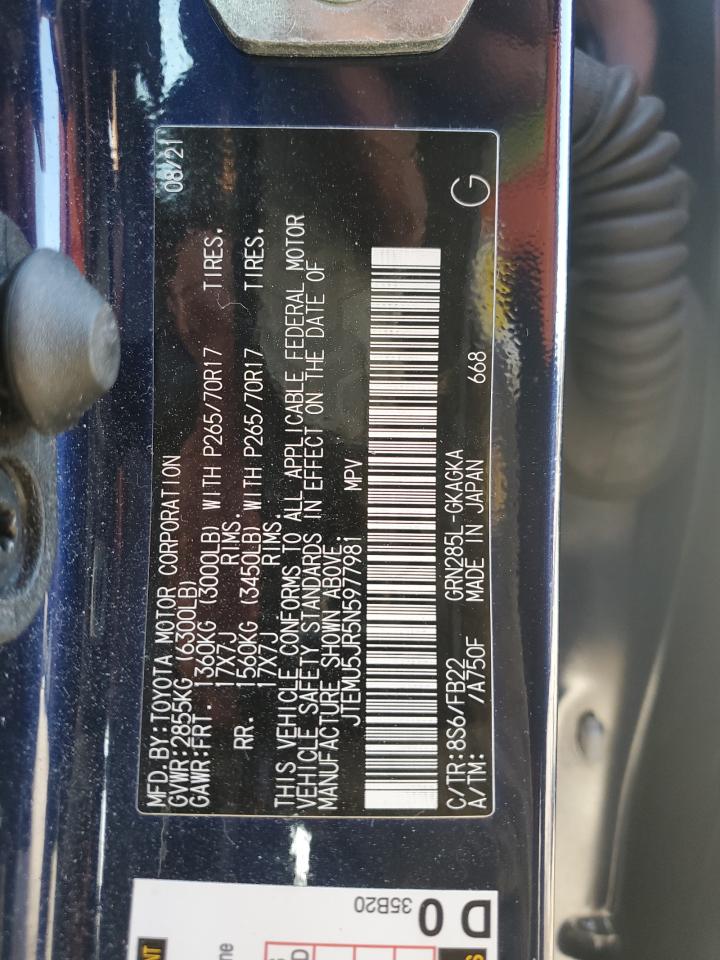 08/21
MFD.BY:TOYOTA MOTOR CORPORATION
GVWR:2855KG (6300LB)
GAWR:FRT. 1360KG (3000LB) WITH P265/70R17 TIRES.
17X7J RIMS.
RR. 1560KG (3450LB) WITH P265/70R17 TIRES.
17X7J RIMS.
THIS VEHICLE CONFORMS TO ALL APPLICABLE FEDERAL MOTOR
VEHICLE SAFETY STANDARDS IN EFFECT ON THE DATE OF
MANUFACTURE SHOWN ABOVE.
JTEMU5JR5N5977981 MPV
C/TR:8S6/FB22 GRN285L-GKAGKA
A/TM: /A750F MADE IN JAPAN 668
G
D 0
35B20